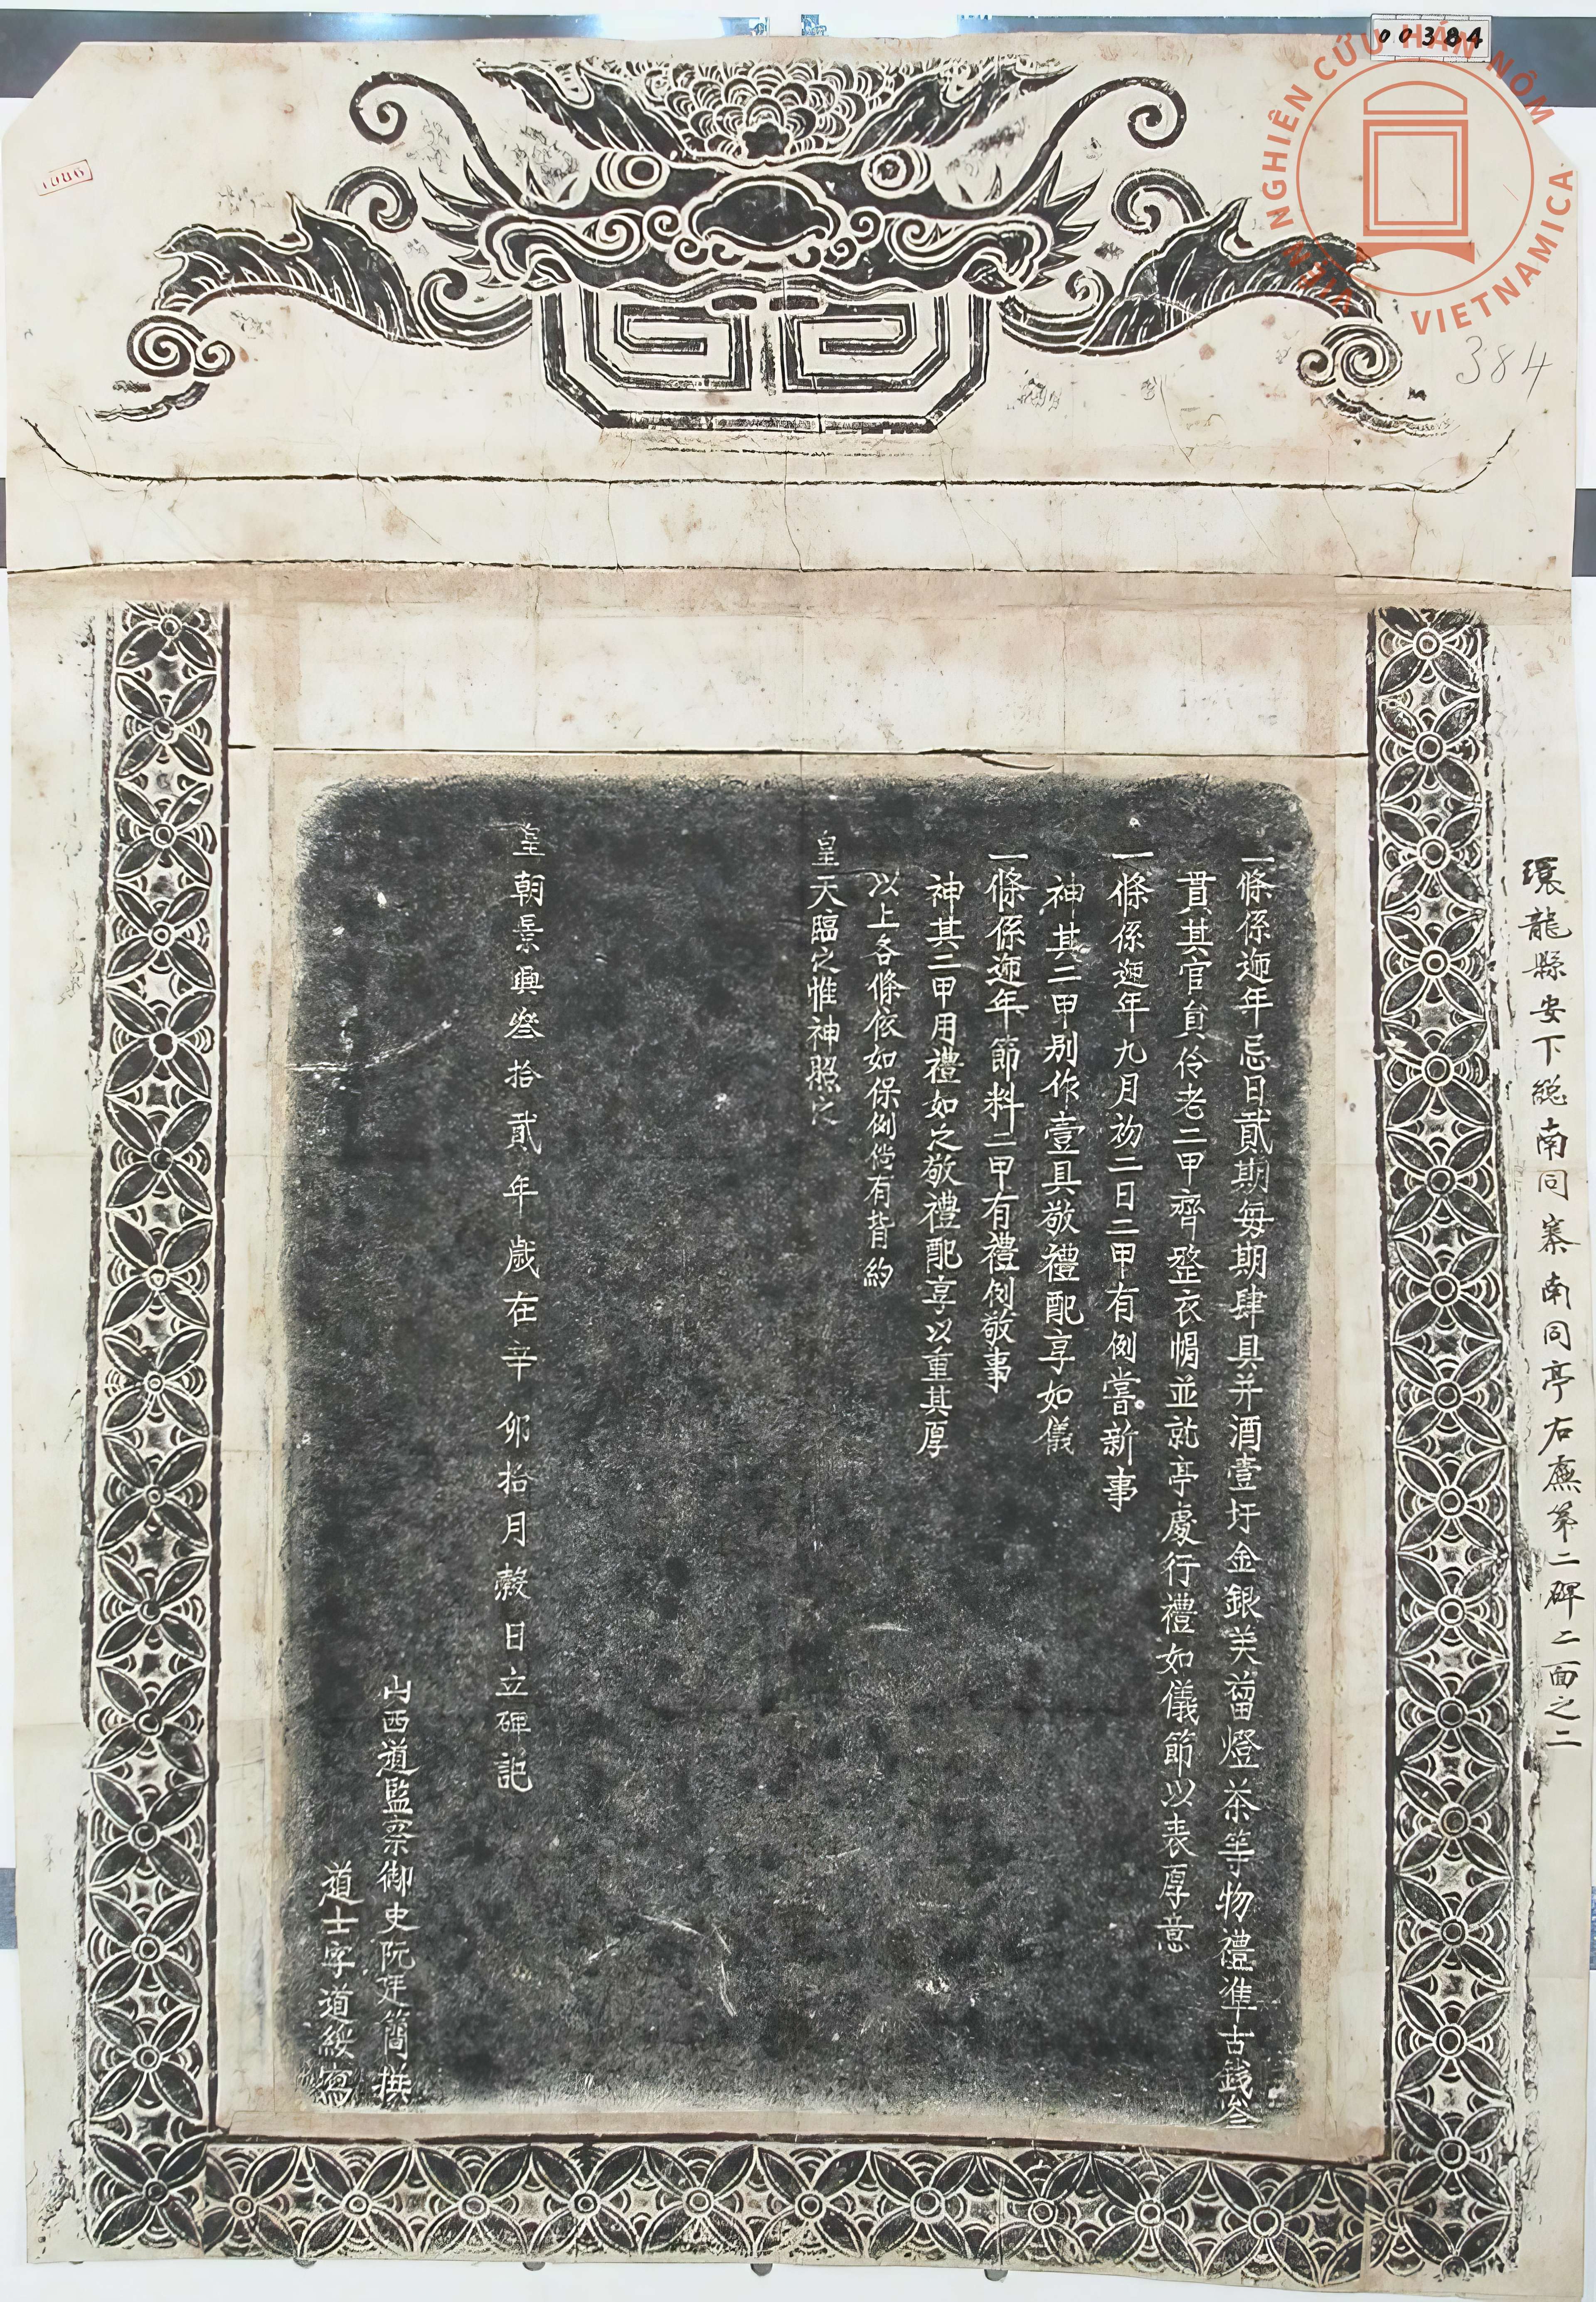 00384
VIỆN NGHIÊN CỨU HÁN NÔM
VIETNAMICA
384
環龍縣安下總南同寨南同亭右廡第二碑二面之二
一條係迎年忌日貳期每期肆具并酒壹圩金銀芙蒥燈茶等物禮準古錢叁
貫其官員伶老二甲齊整衣帽並就亭處行禮如儀節以表厚意
一條係迎年九月初二日二甲有例嘗新事
神其二甲別作壹具敬禮配享如儀
一條係迎年節料二甲有禮例敬事
神其二甲用禮如之敬禮配享以重其厚
以上各條依如保例倘有背約
皇天臨之惟神照之
皇朝景興叁拾貳年歲在辛卯拾月穀日立碑記
山西道監察御史阮廷簡撰
道士字道綏寫